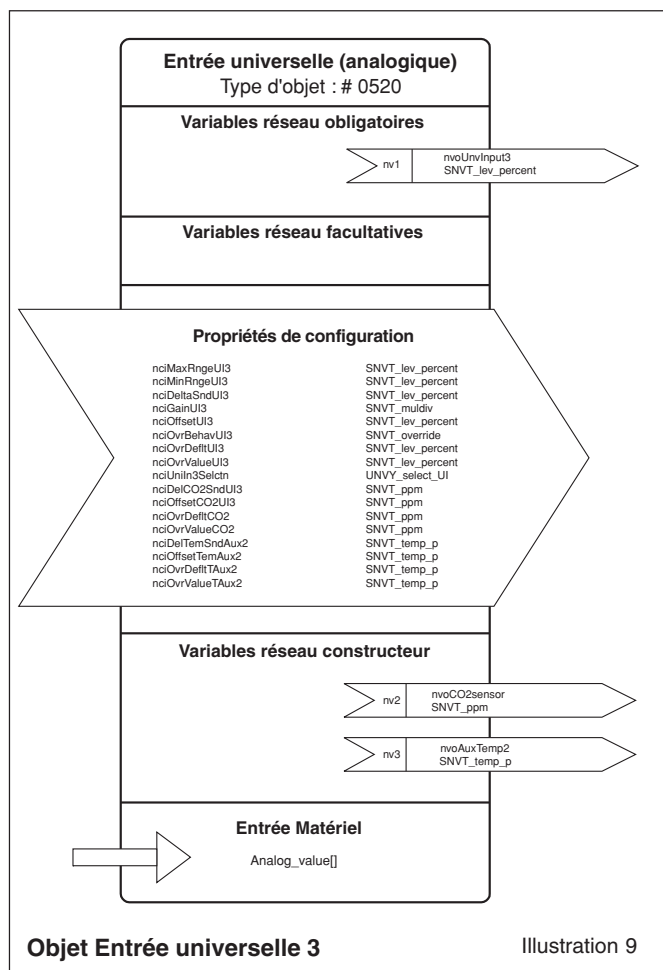 Entrée universelle (analogique)
Type d'objet : # 0520
Variables réseau obligatoires
nv1
nvoUnvInput3
SNVT_lev_percent
Variables réseau facultatives
Propriétés de configuration
nciMaxRngeUI3 SNVT_lev_percent
nciMinRngeUI3 SNVT_lev_percent
nciDeltaSndUI3 SNVT_lev_percent
nciGainUI3 SNVT_muldiv
nciOffsetUI3 SNVT_lev_percent
nciOvrBehavUI3 SNVT_override
nciOvrDefltUI3 SNVT_lev_percent
nciOvrValueUI3 SNVT_lev_percent
nciUniIn3Selctn UNVY_select_UI
nciDelCO2SndUI3 SNVT_ppm
nciOffsetCO2UI3 SNVT_ppm
nciOvrDefltCO2 SNVT_ppm
nciOvrValueCO2 SNVT_ppm
nciDelTemSndAux2 SNVT_temp_p
nciOffsetTemAux2 SNVT_temp_p
nciOvrDefltTAux2 SNVT_temp_p
nciOvrValueTAux2 SNVT_temp_p
Variables réseau constructeur
nv2
nvoCO2sensor
SNVT_ppm
nv3
nvoAuxTemp2
SNVT_temp_p
Entrée Matériel
Analog_value[]
Objet Entrée universelle 3 Illustration 9